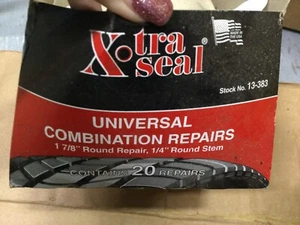 Xtra
seal®
Stock No. 13-383
UNIVERSAL
COMBINATION REPAIRS
1 7/8" Round Repair, 1/4" Round Stem
CONTAINS 20 REPAIRS